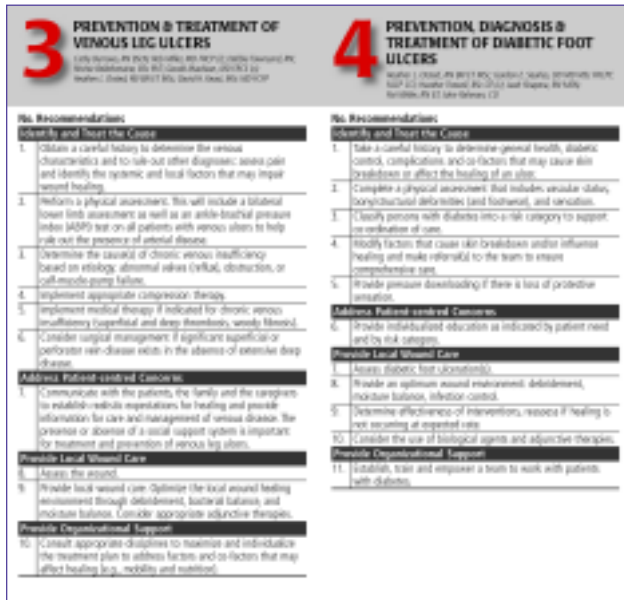 3
PREVENTION & TREATMENT OF
VENOUS LEG ULCERS
No. Recommendations
Identify and Treat the Cause
1. Obtain a careful history to determine the venous
characteristics and to rule out other diagnoses; assess pain
and identify the systemic and local factors that may impair
wound healing.
2. Perform a physical assessment. This will include a bilateral
lower limb assessment as well as an ankle-brachial pressure
index (ABPI) test on all patients with venous ulcers to help
rule out the presence of arterial disease.
3. Determine the cause(s) of chronic venous insufficiency
based on etiology: abnormal valves (reflux), obstruction, or
calf-muscle-pump failure.
4. Implement appropriate compression therapy.
5. Implement medical therapy if indicated for chronic venous
insufficiency (superficial and deep thrombosis, woody fibrosis).
6. Consider surgical management if significant superficial or
perforator vein disease exists in the absence of extensive deep
disease.
Address Patient-centred Concerns
7. Communicate with the patients, the family and the caregivers
to establish realistic expectations for healing and provide
information for care and management of venous disease. The
presence or absence of a social support system is important
for treatment and prevention of venous leg ulcers.
Provide Local Wound Care
8. Assess the wound.
9. Provide local wound care. Optimize the local wound healing
environment through debridement, bacterial balance, and
moisture balance. Consider appropriate adjunctive therapies.
Provide Organizational Support
10. Consult appropriate disciplines to maximize and individualize
the treatment plan to address factors and co-factors that may
affect healing (e.g., mobility and nutrition).
4
PREVENTION, DIAGNOSIS &
TREATMENT OF DIABETIC FOOT
ULCERS
No. Recommendations
Identify and Treat the Cause
1. Take a careful history to determine general health, diabetic
control, complications and co-factors that may cause skin
breakdown or affect the healing of an ulcer.
2. Complete a physical assessment that includes vascular status,
bony/structural deformities (and footwear), and sensation.
3. Classify persons with diabetes into a risk category to support
co-ordination of care.
4. Modify factors that cause skin breakdown and/or influence
healing and make referral(s) to the team to ensure
comprehensive care.
5. Provide pressure downloading if there is loss of protective
sensation.
Address Patient-centred Concerns
6. Provide individualized education as indicated by patient need
and by risk category.
Provide Local Wound Care
7. Assess diabetic foot ulceration(s).
8. Provide an optimum wound environment: debridement,
moisture balance, infection control.
9. Determine effectiveness of interventions, reassess if healing is
not occurring at expected rate.
10. Consider the use of biological agents and adjunctive therapies.
Provide Organizational Support
11. Establish, train and empower a team to work with patients
with diabetes.